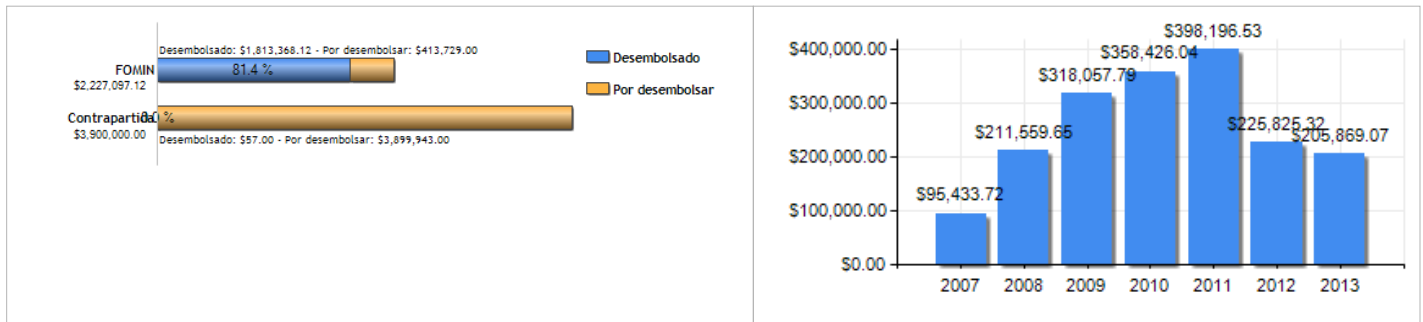 Desembolsado: $1,813,368.12 - Por desembolsar: $413,729.00
FOMIN
$2,227,097.12
81.4 %
Contrapartida
0.0 %
$3,900,000.00
Desembolsado: $57.00 - Por desembolsar: $3,899,943.00
Desembolsado
Por desembolsar
$400,000.00
$300,000.00
$200,000.00
$100,000.00
$0.00
$95,433.72
$211,559.65
$318,057.79
$358,426.04
$398,196.53
$225,825.32
$205,869.07
2007 2008 2009 2010 2011 2012 2013